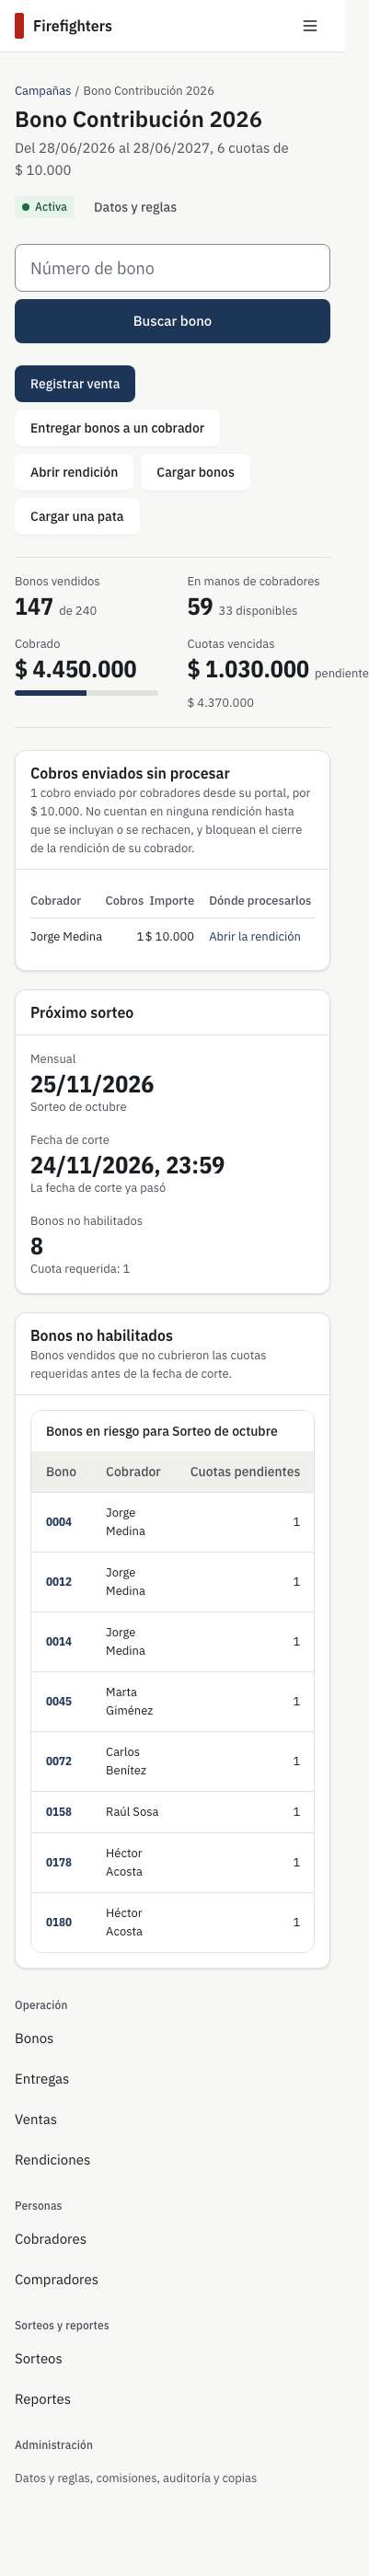 Firefighters
Campañas / Bono Contribución 2026
Bono Contribución 2026
Del 28/06/2026 al 28/06/2027, 6 cuotas de
$ 10.000
Activa Datos y reglas
Número de bono
Buscar bono
Registrar venta
Entregar bonos a un cobrador
Abrir rendición Cargar bonos
Cargar una pata
Bonos vendidos
147 de 240
En manos de cobradores
59 33 disponibles
Cobrado
$ 4.450.000
Cuotas vencidas
$ 1.030.000 pendiente
$ 4.370.000
Cobros enviados sin procesar
1 cobro enviado por cobradores desde su portal, por
$ 10.000. No cuentan en ninguna rendición hasta
que se incluyan o se rechacen, y bloquean el cierre
de la rendición de su cobrador.
Cobrador Cobros Importe Dónde procesarlos
Jorge Medina 1 $ 10.000 Abrir la rendición
Próximo sorteo
Mensual
25/11/2026
Sorteo de octubre
Fecha de corte
24/11/2026, 23:59
La fecha de corte ya pasó
Bonos no habilitados
8
Cuota requerida: 1
Bonos no habilitados
Bonos vendidos que no cubrieron las cuotas
requeridas antes de la fecha de corte.
Bonos en riesgo para Sorteo de octubre
Bono Cobrador Cuotas pendientes
0004 Jorge Medina 1
0012 Jorge Medina 1
0014 Jorge Medina 1
0045 Marta Giménez 1
0072 Carlos Benítez 1
0158 Raúl Sosa 1
0178 Héctor Acosta 1
0180 Héctor Acosta 1
Operación
Bonos
Entregas
Ventas
Rendiciones
Personas
Cobradores
Compradores
Sorteos y reportes
Sorteos
Reportes
Administración
Datos y reglas, comisiones, auditoría y copias